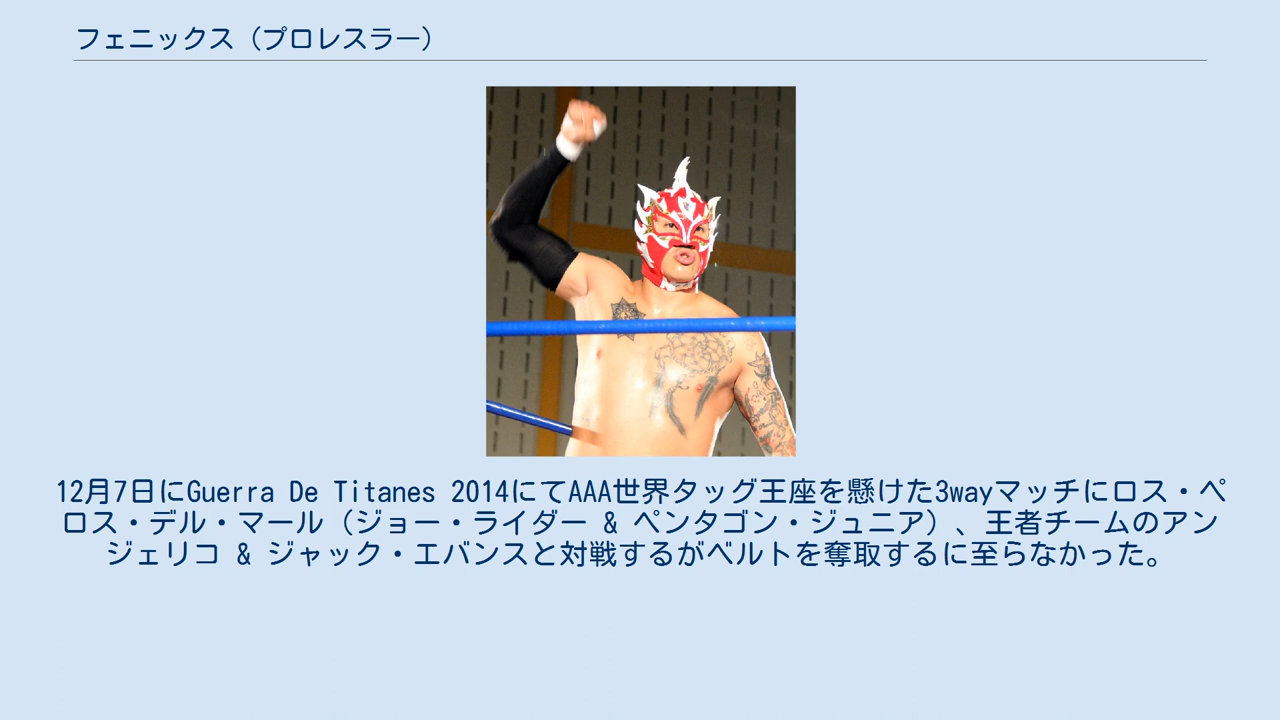 フェニックス（プロレスラー）
12月7日にGuerra De Titanes 2014にてAAA世界タッグ王座を懸けた3wayマッチにロス・ペ
ロス・デル・マール（ジョー・ライダー & ペンタゴン・ジュニア）、王者チームのアン
ジェリコ & ジャック・エバンスと対戦するがベルトを奪取するに至らなかった。